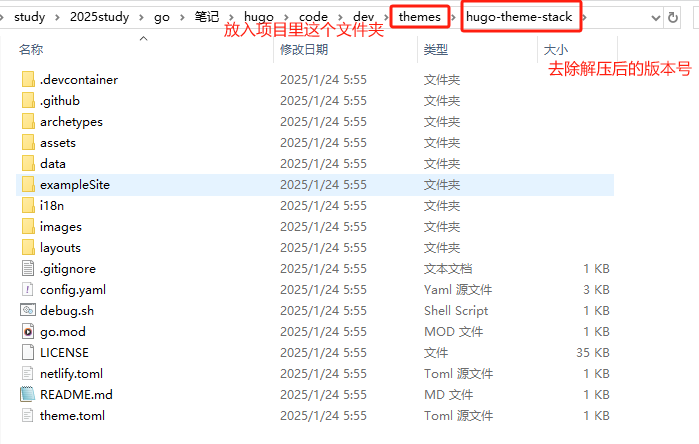 study › 2025study › go › 笔记 › hugo › code › dev › themes › hugo-theme-stack ›
放入项目里这个文件夹
名称 修改日期 类型 大小
去除解压后的版本号
.devcontainer 2025/1/24 5:55 文件夹
.github 2025/1/24 5:55 文件夹
archetypes 2025/1/24 5:55 文件夹
assets 2025/1/24 5:55 文件夹
data 2025/1/24 5:55 文件夹
exampleSite 2025/1/24 5:55 文件夹
i18n 2025/1/24 5:55 文件夹
images 2025/1/24 5:55 文件夹
layouts 2025/1/24 5:55 文件夹
.gitignore 2025/1/24 5:55 文本文档 1 KB
config.yaml 2025/1/24 5:55 Yaml 源文件 3 KB
debug.sh 2025/1/24 5:55 Shell Script 1 KB
go.mod 2025/1/24 5:55 MOD 文件 1 KB
LICENSE 2025/1/24 5:55 文件 35 KB
netlify.toml 2025/1/24 5:55 Toml 源文件 1 KB
README.md 2025/1/24 5:55 MD 文件 1 KB
theme.toml 2025/1/24 5:55 Toml 源文件 1 KB